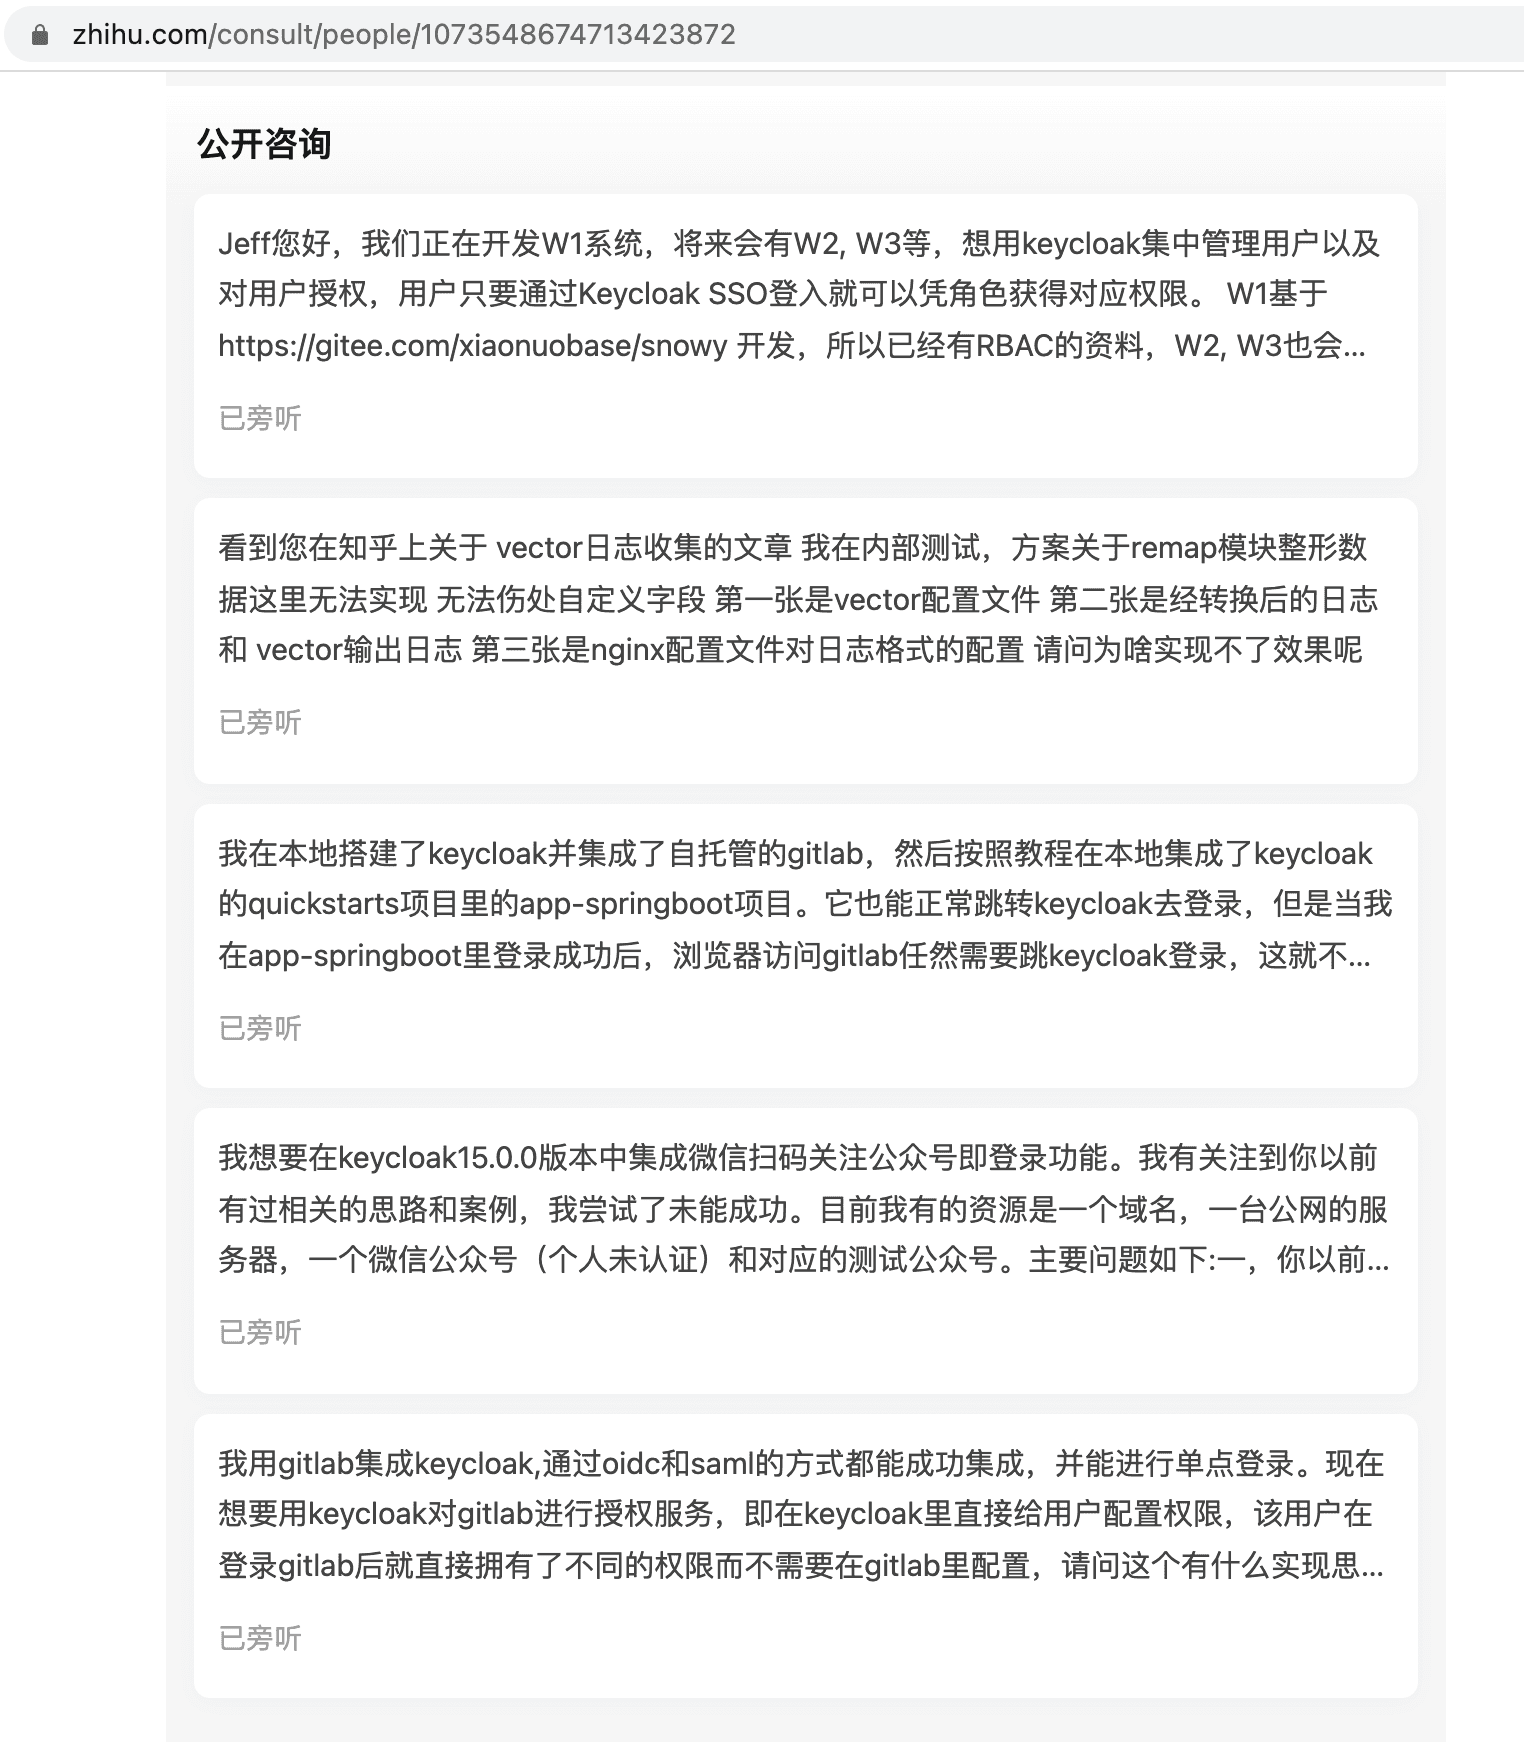 zhihu.com/consult/people/1073548674713423872
公开咨询
Jeff您好，我们正在开发W1系统，将来会有W2, W3等，想用keycloak集中管理用户以及
对用户授权，用户只要通过Keycloak SSO登入就可以凭角色获得对应权限。 W1基于
https://gitee.com/xiaonuobase/snowy 开发，所以已经有RBAC的资料，W2, W3也会...
已旁听
看到您在知乎上关于 vector日志收集的文章 我在内部测试，方案关于remap模块整形数
据这里无法实现 无法伤处自定义字段 第一张是vector配置文件 第二张是经转换后的日志
和 vector输出日志 第三张是nginx配置文件对日志格式的配置 请问为啥实现不了效果呢
已旁听
我在本地搭建了keycloak并集成了自托管的gitlab，然后按照教程在本地集成了keycloak
的quickstarts项目里的app-springboot项目。它也能正常跳转keycloak去登录，但是当我
在app-springboot里登录成功后，浏览器访问gitlab任然需要跳keycloak登录，这就不...
已旁听
我想要在keycloak15.0.0版本中集成微信扫码关注公众号即登录功能。我有关注到你以前
有过相关的思路和案例，我尝试了未能成功。目前我有的资源是一个域名，一台公网的服
务器，一个微信公众号（个人未认证）和对应的测试公众号。主要问题如下:一，你以前...
已旁听
我用gitlab集成keycloak,通过oidc和saml的方式都能成功集成，并能进行单点登录。现在
想要用keycloak对gitlab进行授权服务，即在keycloak里直接给用户配置权限，该用户在
登录gitlab后就直接拥有了不同的权限而不需要在gitlab里配置，请问这个有什么实现思...
已旁听